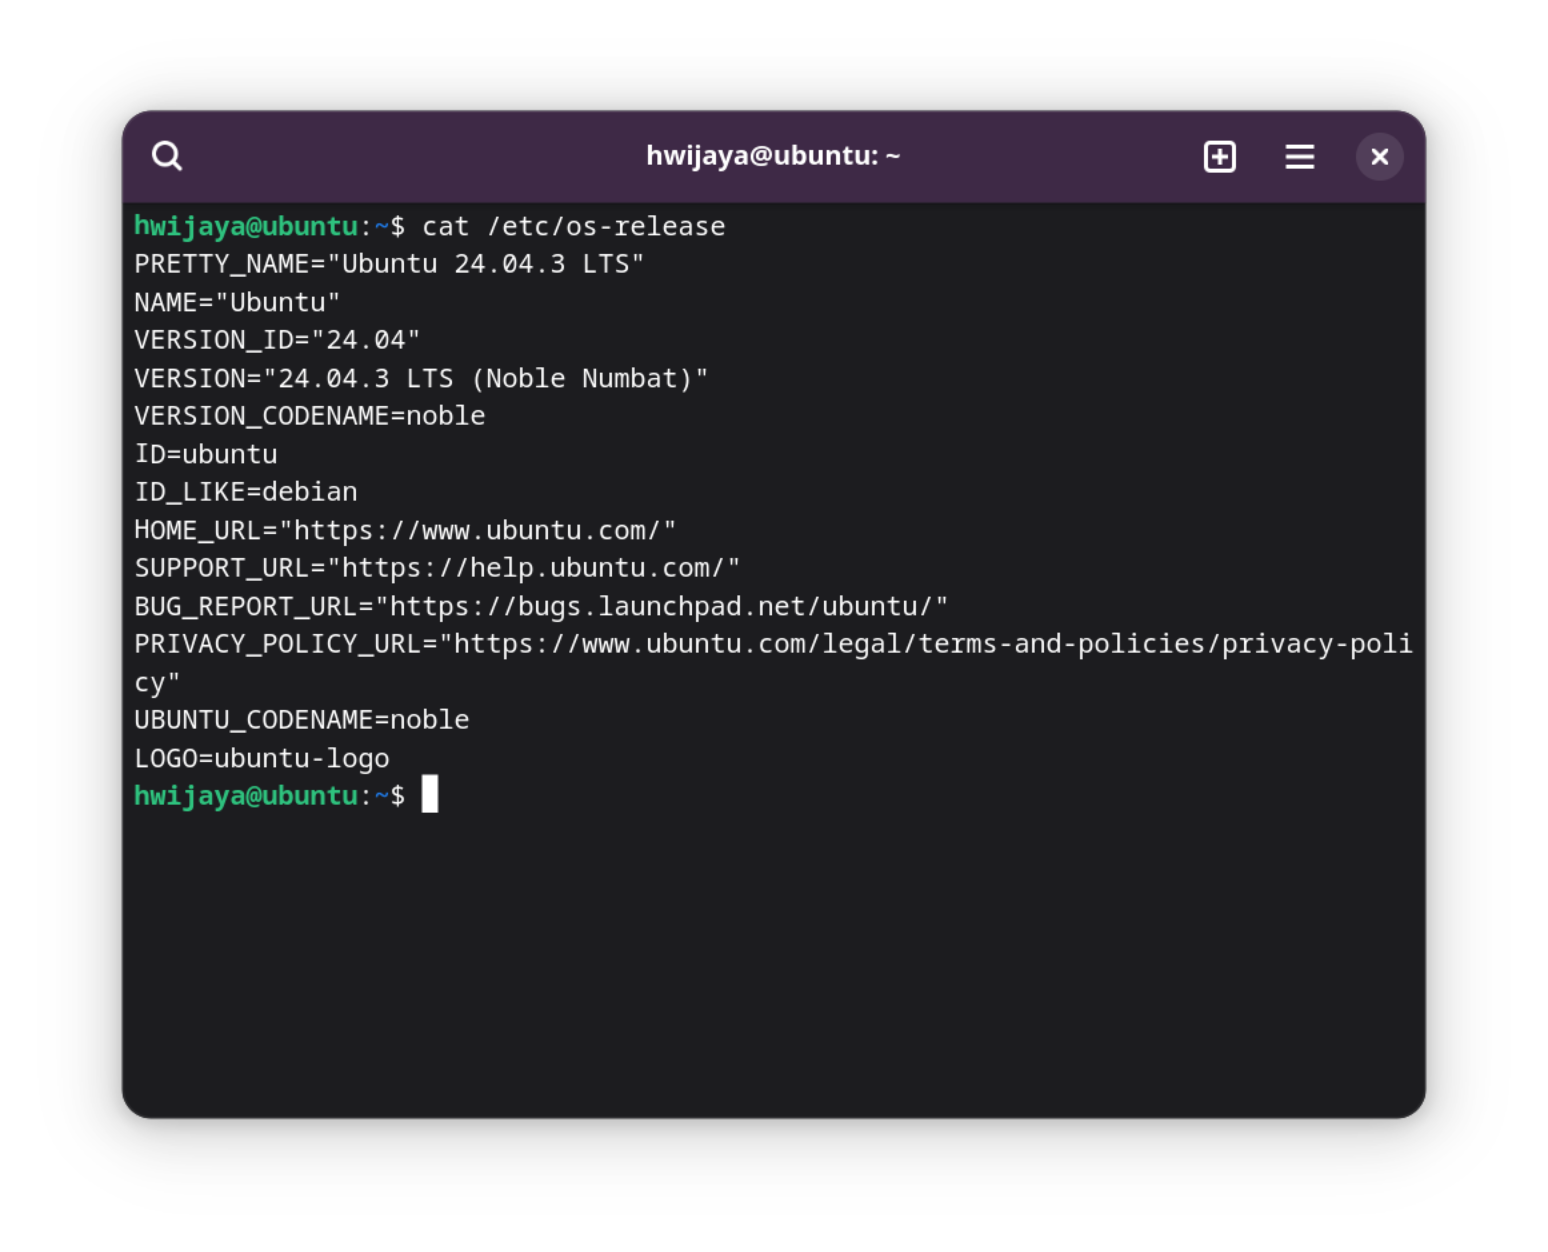 hwijaya@ubuntu: ~
hwijaya@ubuntu:~$ cat /etc/os-release
PRETTY_NAME="Ubuntu 24.04.3 LTS"
NAME="Ubuntu"
VERSION_ID="24.04"
VERSION="24.04.3 LTS (Noble Numbat)"
VERSION_CODENAME=noble
ID=ubuntu
ID_LIKE=debian
HOME_URL="https://www.ubuntu.com/"
SUPPORT_URL="https://help.ubuntu.com/"
BUG_REPORT_URL="https://bugs.launchpad.net/ubuntu/"
PRIVACY_POLICY_URL="https://www.ubuntu.com/legal/terms-and-policies/privacy-poli
cy"
UBUNTU_CODENAME=noble
LOGO=ubuntu-logo
hwijaya@ubuntu:~$